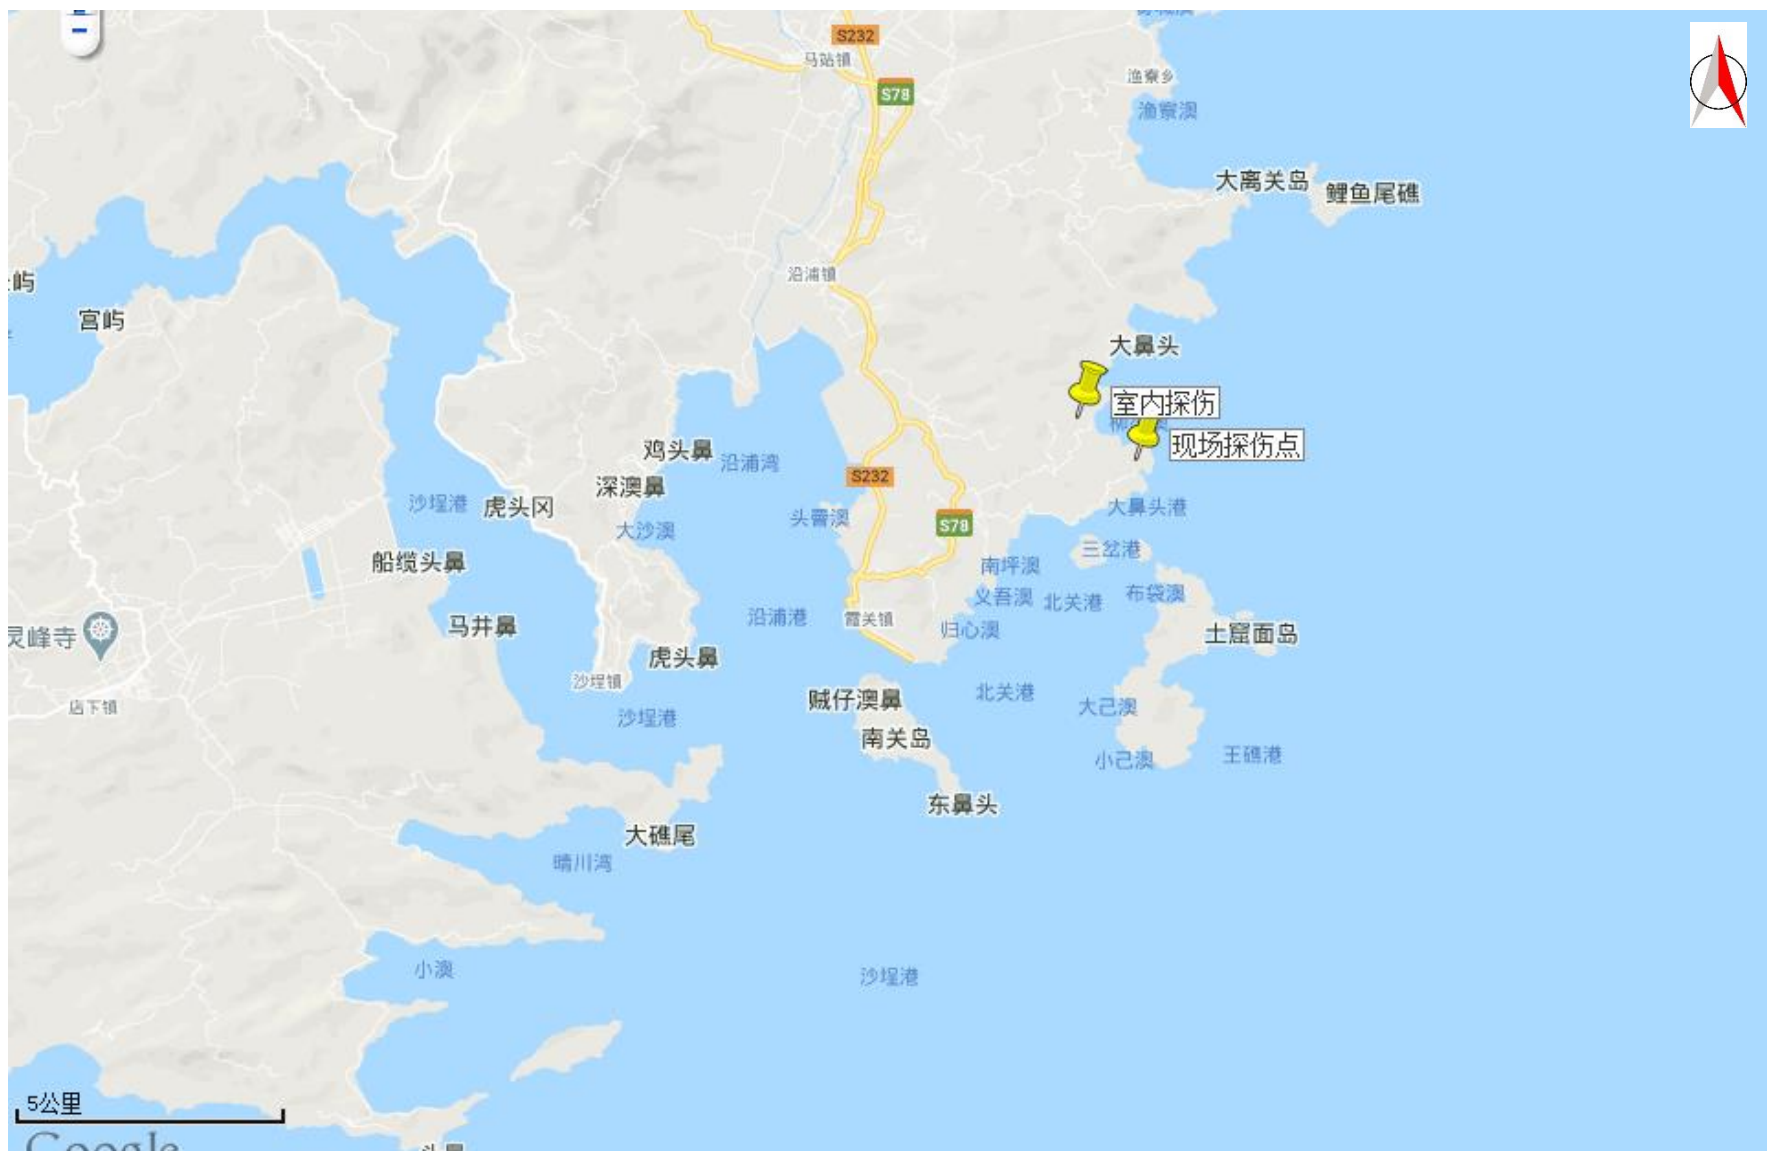 S232
马站镇
S78
渔寮乡
渔寮澳
大离关岛
鲤鱼尾礁
沿浦镇
屿
宫屿
大鼻头
室内探伤
现场探伤点
鸡头鼻
沿浦湾
深澳鼻
S232
沙埕港
虎头冈
大沙澳
头罾澳
大鼻头港
S78
三岔港
船缆头鼻
南坪澳
义吾澳
北关港
布袋澳
沿浦港
霞关镇
马井鼻
归心澳
土窟面岛
灵峰寺
虎头鼻
沙埕镇
贼仔澳鼻
北关港
大己澳
店下镇
沙埕港
南关岛
小己澳
王礁港
东鼻头
大礁尾
晴川湾
小澳
沙埕港
5公里
Google